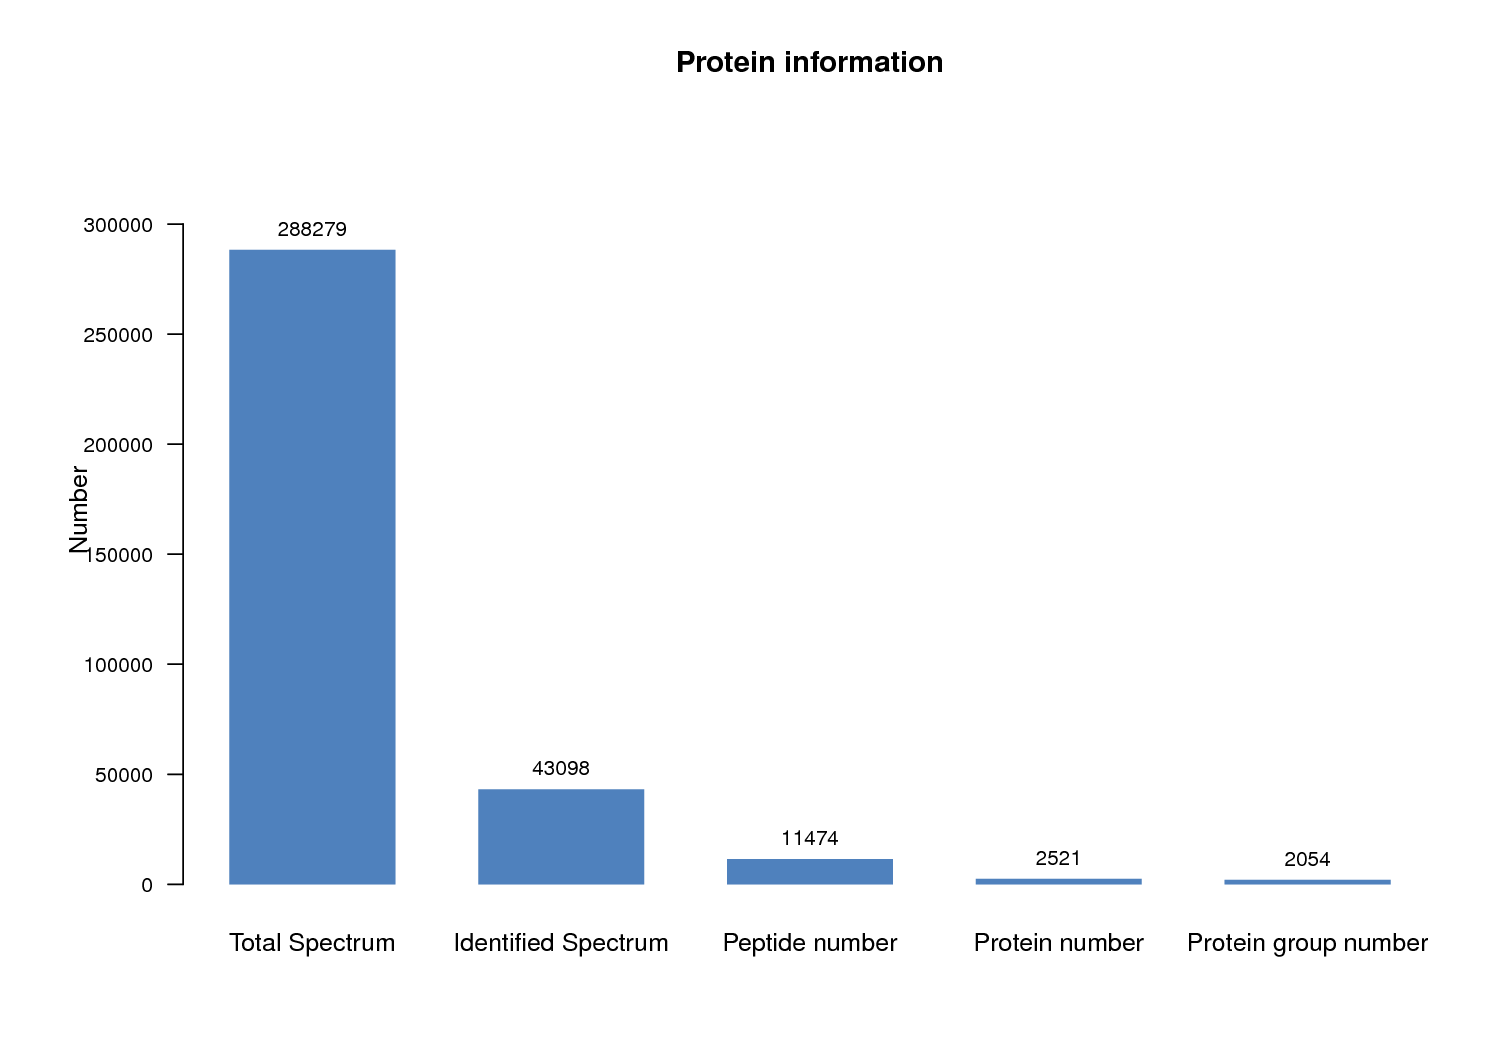 Protein information
300000
288279
250000
200000
Number
150000
100000
50000
43098
11474
2521
2054
0
Total Spectrum
Identified Spectrum
Peptide number
Protein number
Protein group number